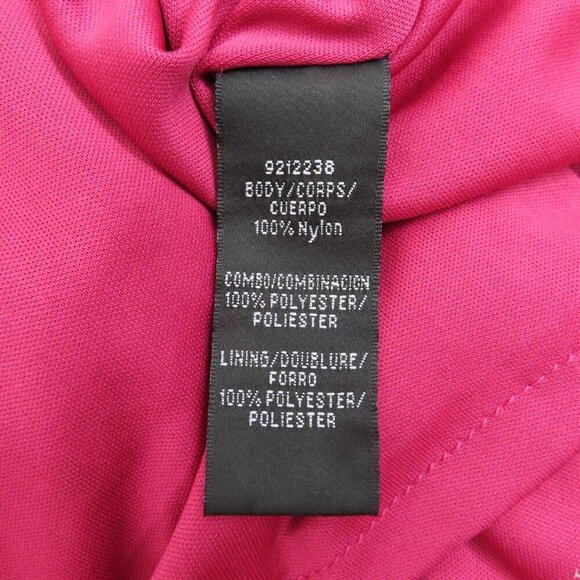 9212238
BODY/CORPS/
CUERPO
100% Nylon
COMBO/COMBINACION
100% POLYESTER/
POLIESTER
LINING/DOUBLURE/
FORRO
100% POLYESTER/
POLIESTER